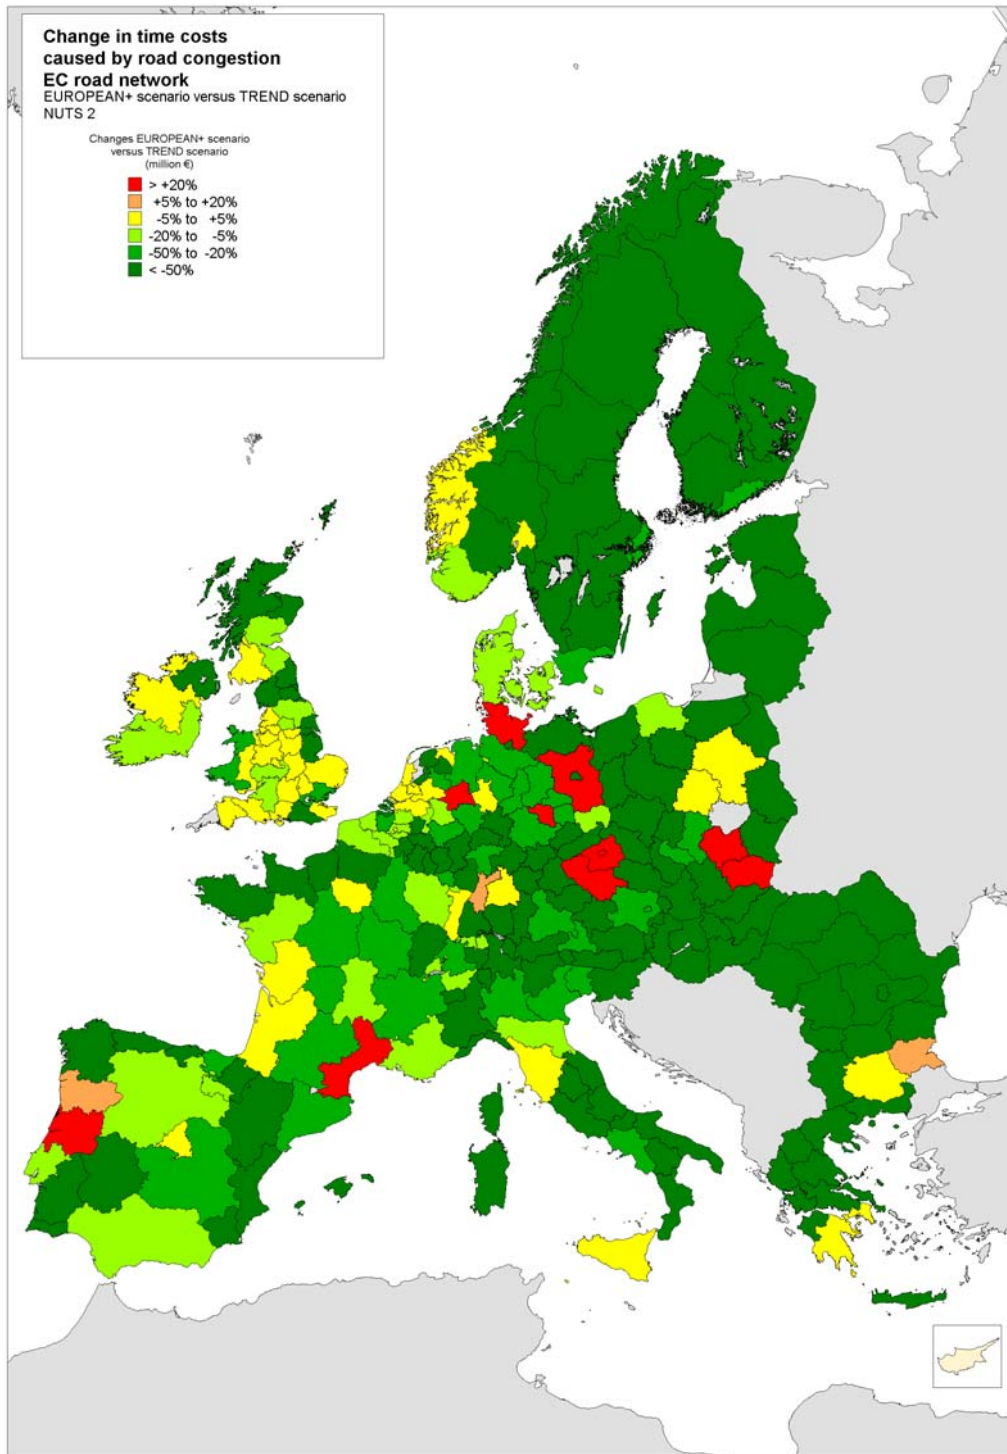 Change in time costs
caused by road congestion
EC road network
EUROPEAN+ scenario versus TREND scenario
NUTS 2
Changes EUROPEAN+ scenario
versus TREND scenario
(million €)
> +20%
+5% to +20%
-5% to +5%
-20% to -5%
-50% to -20%
< -50%